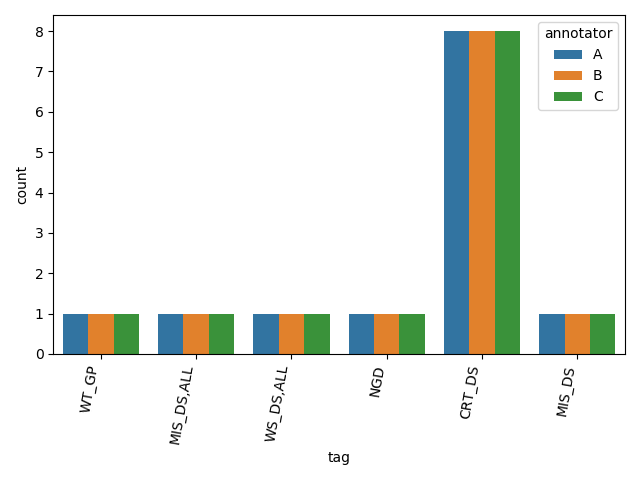 annotator
A
B
C
count
8
7
6
5
4
3
2
1
0
WT_GP
MIS_DS,ALL
WS_DS,ALL
NGD
CRT_DS
MIS_DS
tag